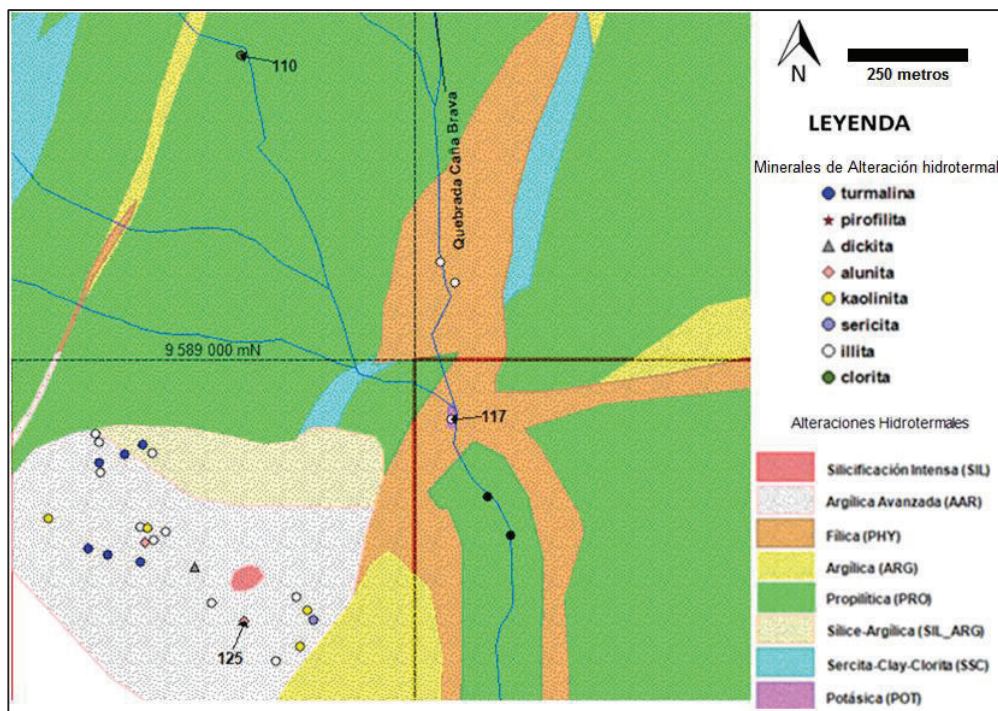 110
Quebrada Caña Brava
9 589 000 mN
117
125
N
250 metros
LEYENDA
Minerales de Alteración hidrotermal
turmalina
pirofilita
dickita
alunita
kaolinita
sericita
illita
clorita
Alteraciones Hidrotermales
Silicificación Intensa (SIL)
Argílica Avanzada (AAR)
Fílica (PHY)
Argílica (ARG)
Propilítica (PRO)
Sílice-Argílica (SIL_ARG)
Sercita-Clay-Clorita (SSC)
Potásica (POT)